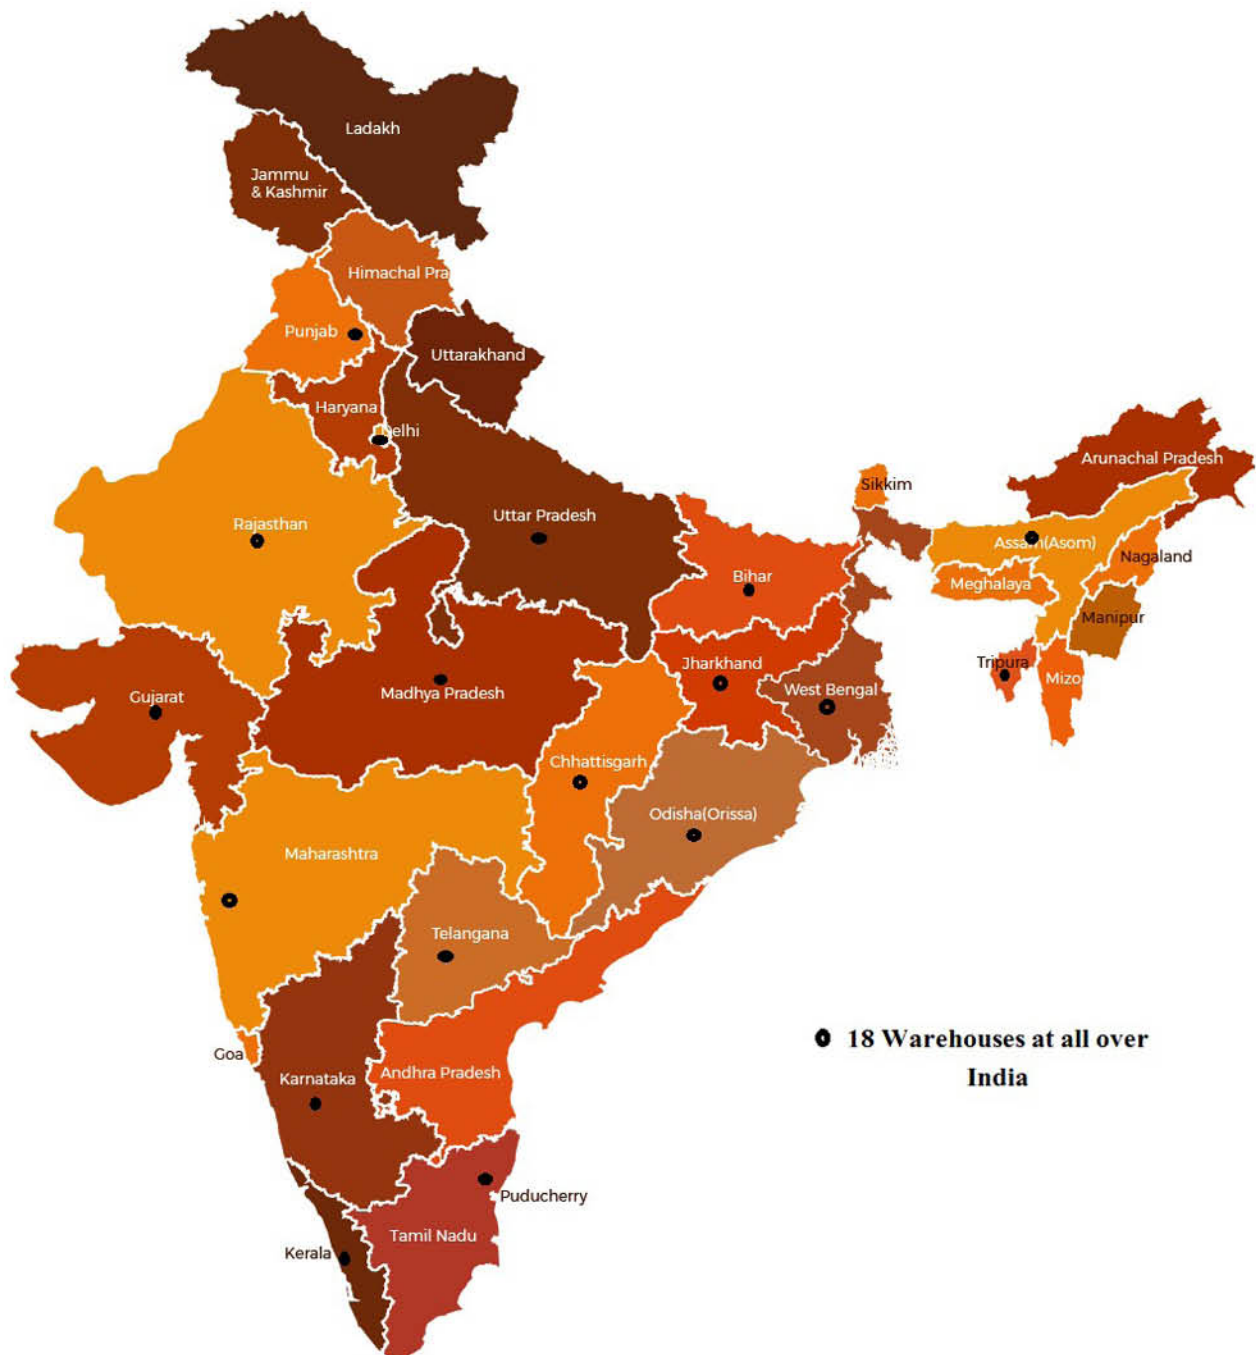 Ladakh
Jammu
& Kashmir
Himachal Pra
Punjab
Uttarakhand
Haryana
Delhi
Arunachal Pradesh
Sikkim
Rajasthan
Uttar Pradesh
Assam(Asom)
Nagaland
Bihar
Meghalaya
Manipur
Jharkhand
Tripura
Mizo
Gujarat
Madhya Pradesh
West Bengal
Chhattisgarh
Odisha(Orissa)
Maharashtra
Telangana
18 Warehouses at all over
India
Goa
Karnataka
Andhra Pradesh
Puducherry
Tamil Nadu
Kerala